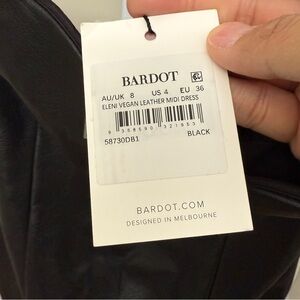 BARDOT
AU/UK 8 US 4 EU 36
ELENI VEGAN LEATHER MIDI DRESS
58730DB1 BLACK
BARDOT.COM
DESIGNED IN MELBOURNE